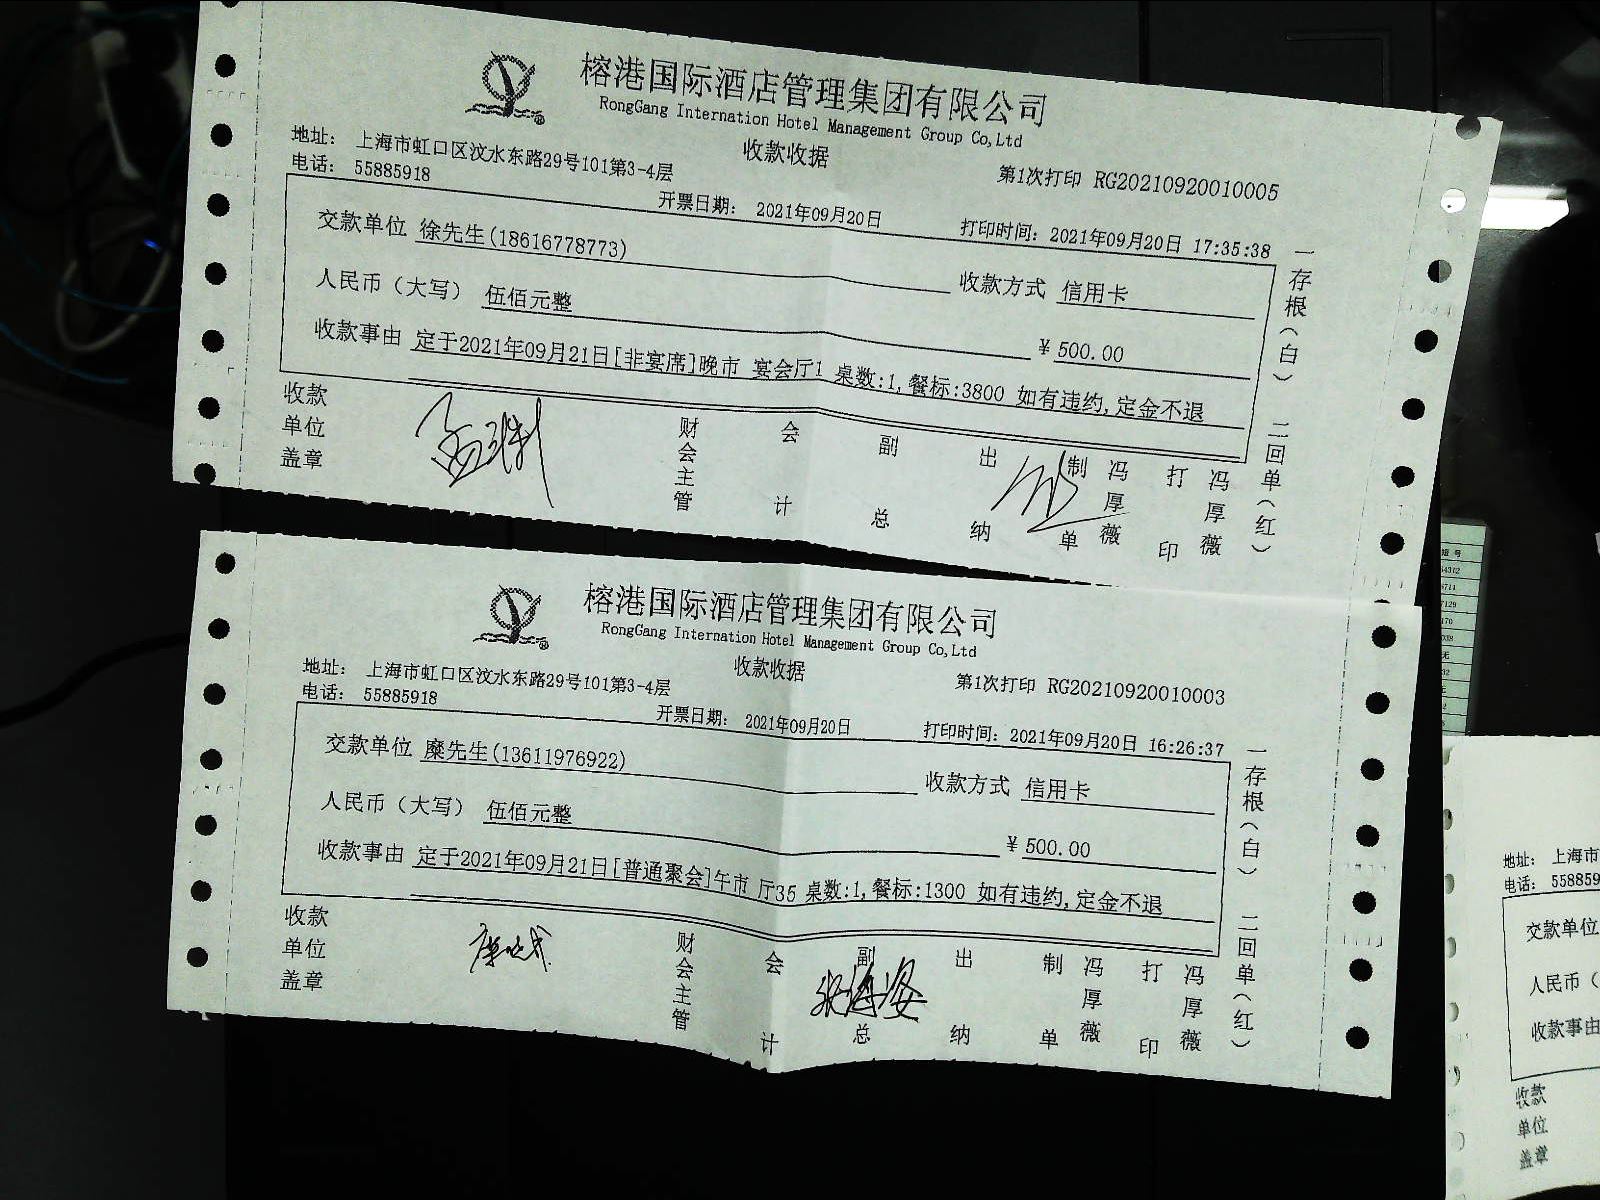 榕港国际酒店管理集团有限公司
RongGang Internation Hotel Management Group Co,Ltd
收款收据
地址： 上海市虹口区汶水东路29号101第3-4层
电话： 55885918
第1次打印 RG20210920010005
开票日期： 2021年09月20日
打印时间：2021年09月20日 17:35:38
交款单位 徐先生(18616778773)
收款方式 信用卡
人民币（大写） 伍佰元整
￥500.00
收款事由 定于2021年09月21日[非宴席]晚市 宴会厅1 桌数:1,餐标:3800 如有违约,定金不退
收款单位盖章
财会主管
会计
副总
出纳
制单
冯厚薇
打印
冯厚薇
一存根（白） 二回单（红）
榕港国际酒店管理集团有限公司
RongGang Internation Hotel Management Group Co,Ltd
收款收据
地址： 上海市虹口区汶水东路29号101第3-4层
电话： 55885918
第1次打印 RG20210920010003
开票日期： 2021年09月20日
打印时间：2021年09月20日 16:26:37
交款单位 糜先生(13611976922)
收款方式 信用卡
人民币（大写） 伍佰元整
￥500.00
收款事由 定于2021年09月21日[普通聚会]午市 厅35 桌数:1,餐标:1300 如有违约,定金不退
收款单位盖章
财会主管
会计
副总
出纳
制单
冯厚薇
打印
冯厚薇
一存根（白） 二回单（红）
地址： 上海市
电话： 558859
交款单位
人民币（
收款事由
收款
单位
盖章